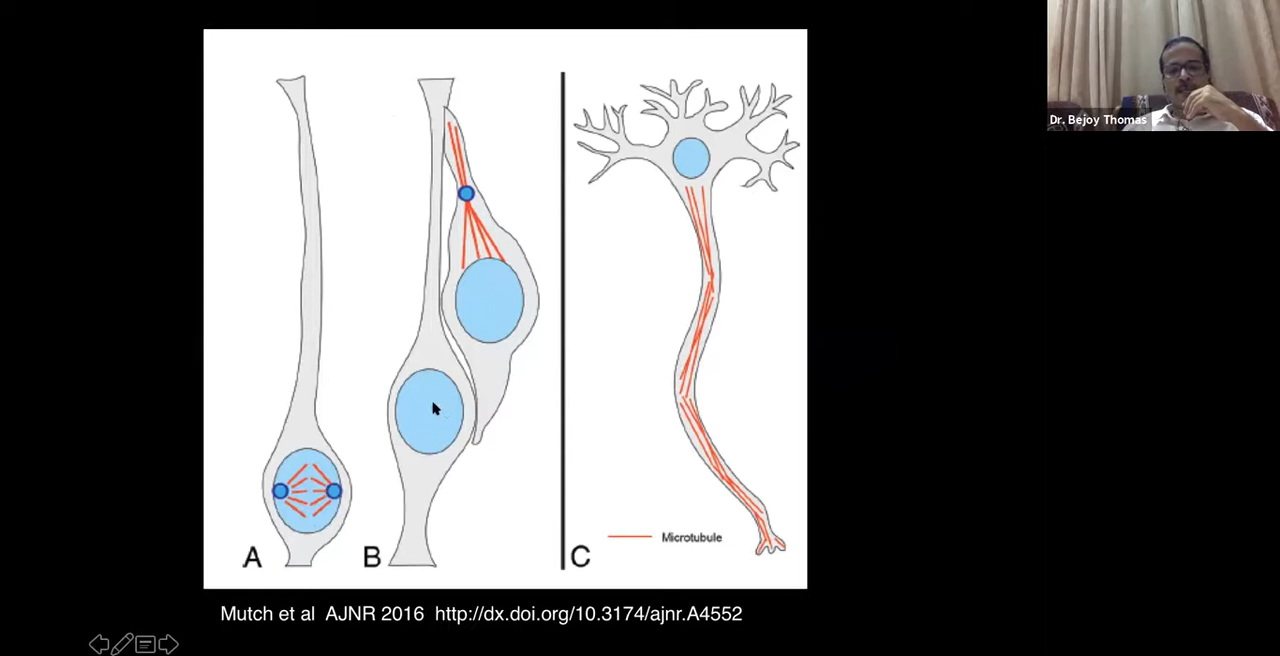 Dr. Bejoy Thomas
A
B
C
Microtubule
Mutch et al AJNR 2016 http://dx.doi.org/10.3174/ajnr.A4552